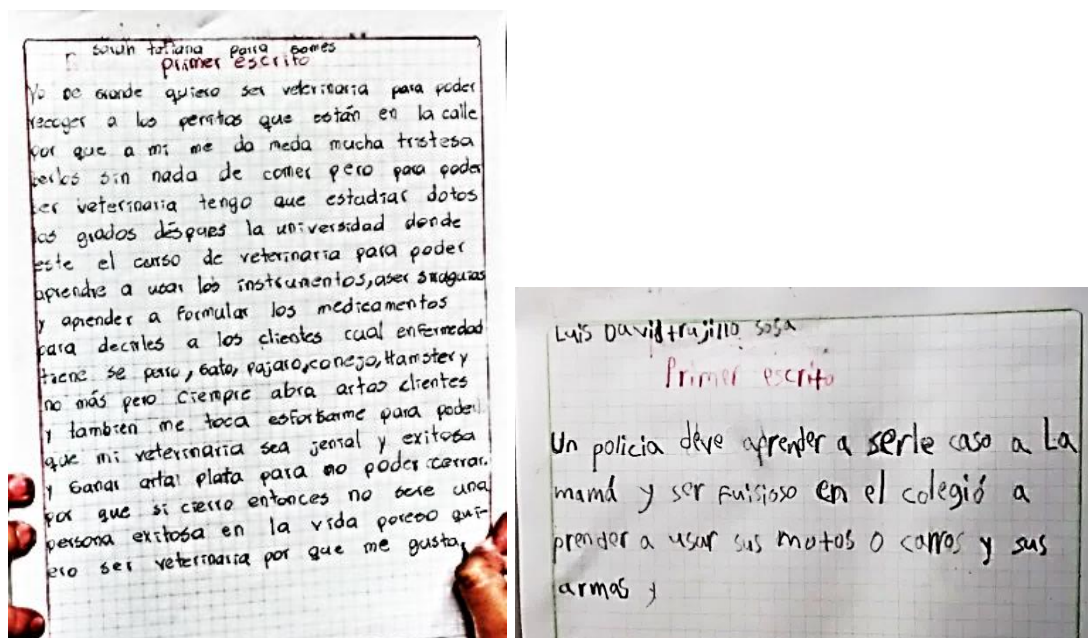 sarah tatiana parra gomes
Primer escrito
Yo de grande quiero ser veterinaria para poder
recoger a los perritos que están en la calle
por que a mi me da meda mucha tristesa
berlos sin nada de comer pero para poder
ser veterinaria tengo que estudiar dotos
los grados despues la universidad donde
este el curso de veterinaria para poder
aprendre a usar los instrumentos, aser
y aprender a formular los medicamentos
para decirles a los clientes cual enfermedad
tiene se perro, gato, pajaro, conejo, Hamster y
no más pero ciempre abra artos clientes
y tambien me toca esforsarme para poder
que mi veterinaria sea jenial y exitosa
y ganar artar plata para no poder cerrar.
por que si cierro entonces no sere una
persona exitosa en la vida poreso qui-
ero ser veterinaria por que me gusta.
Luis David trujillo sosa
Primer escrito
Un policia deve aprender a serle caso a La
mamá y ser Fuisioso en el colegió a
prender a usar sus motos o carros y sus
armas y